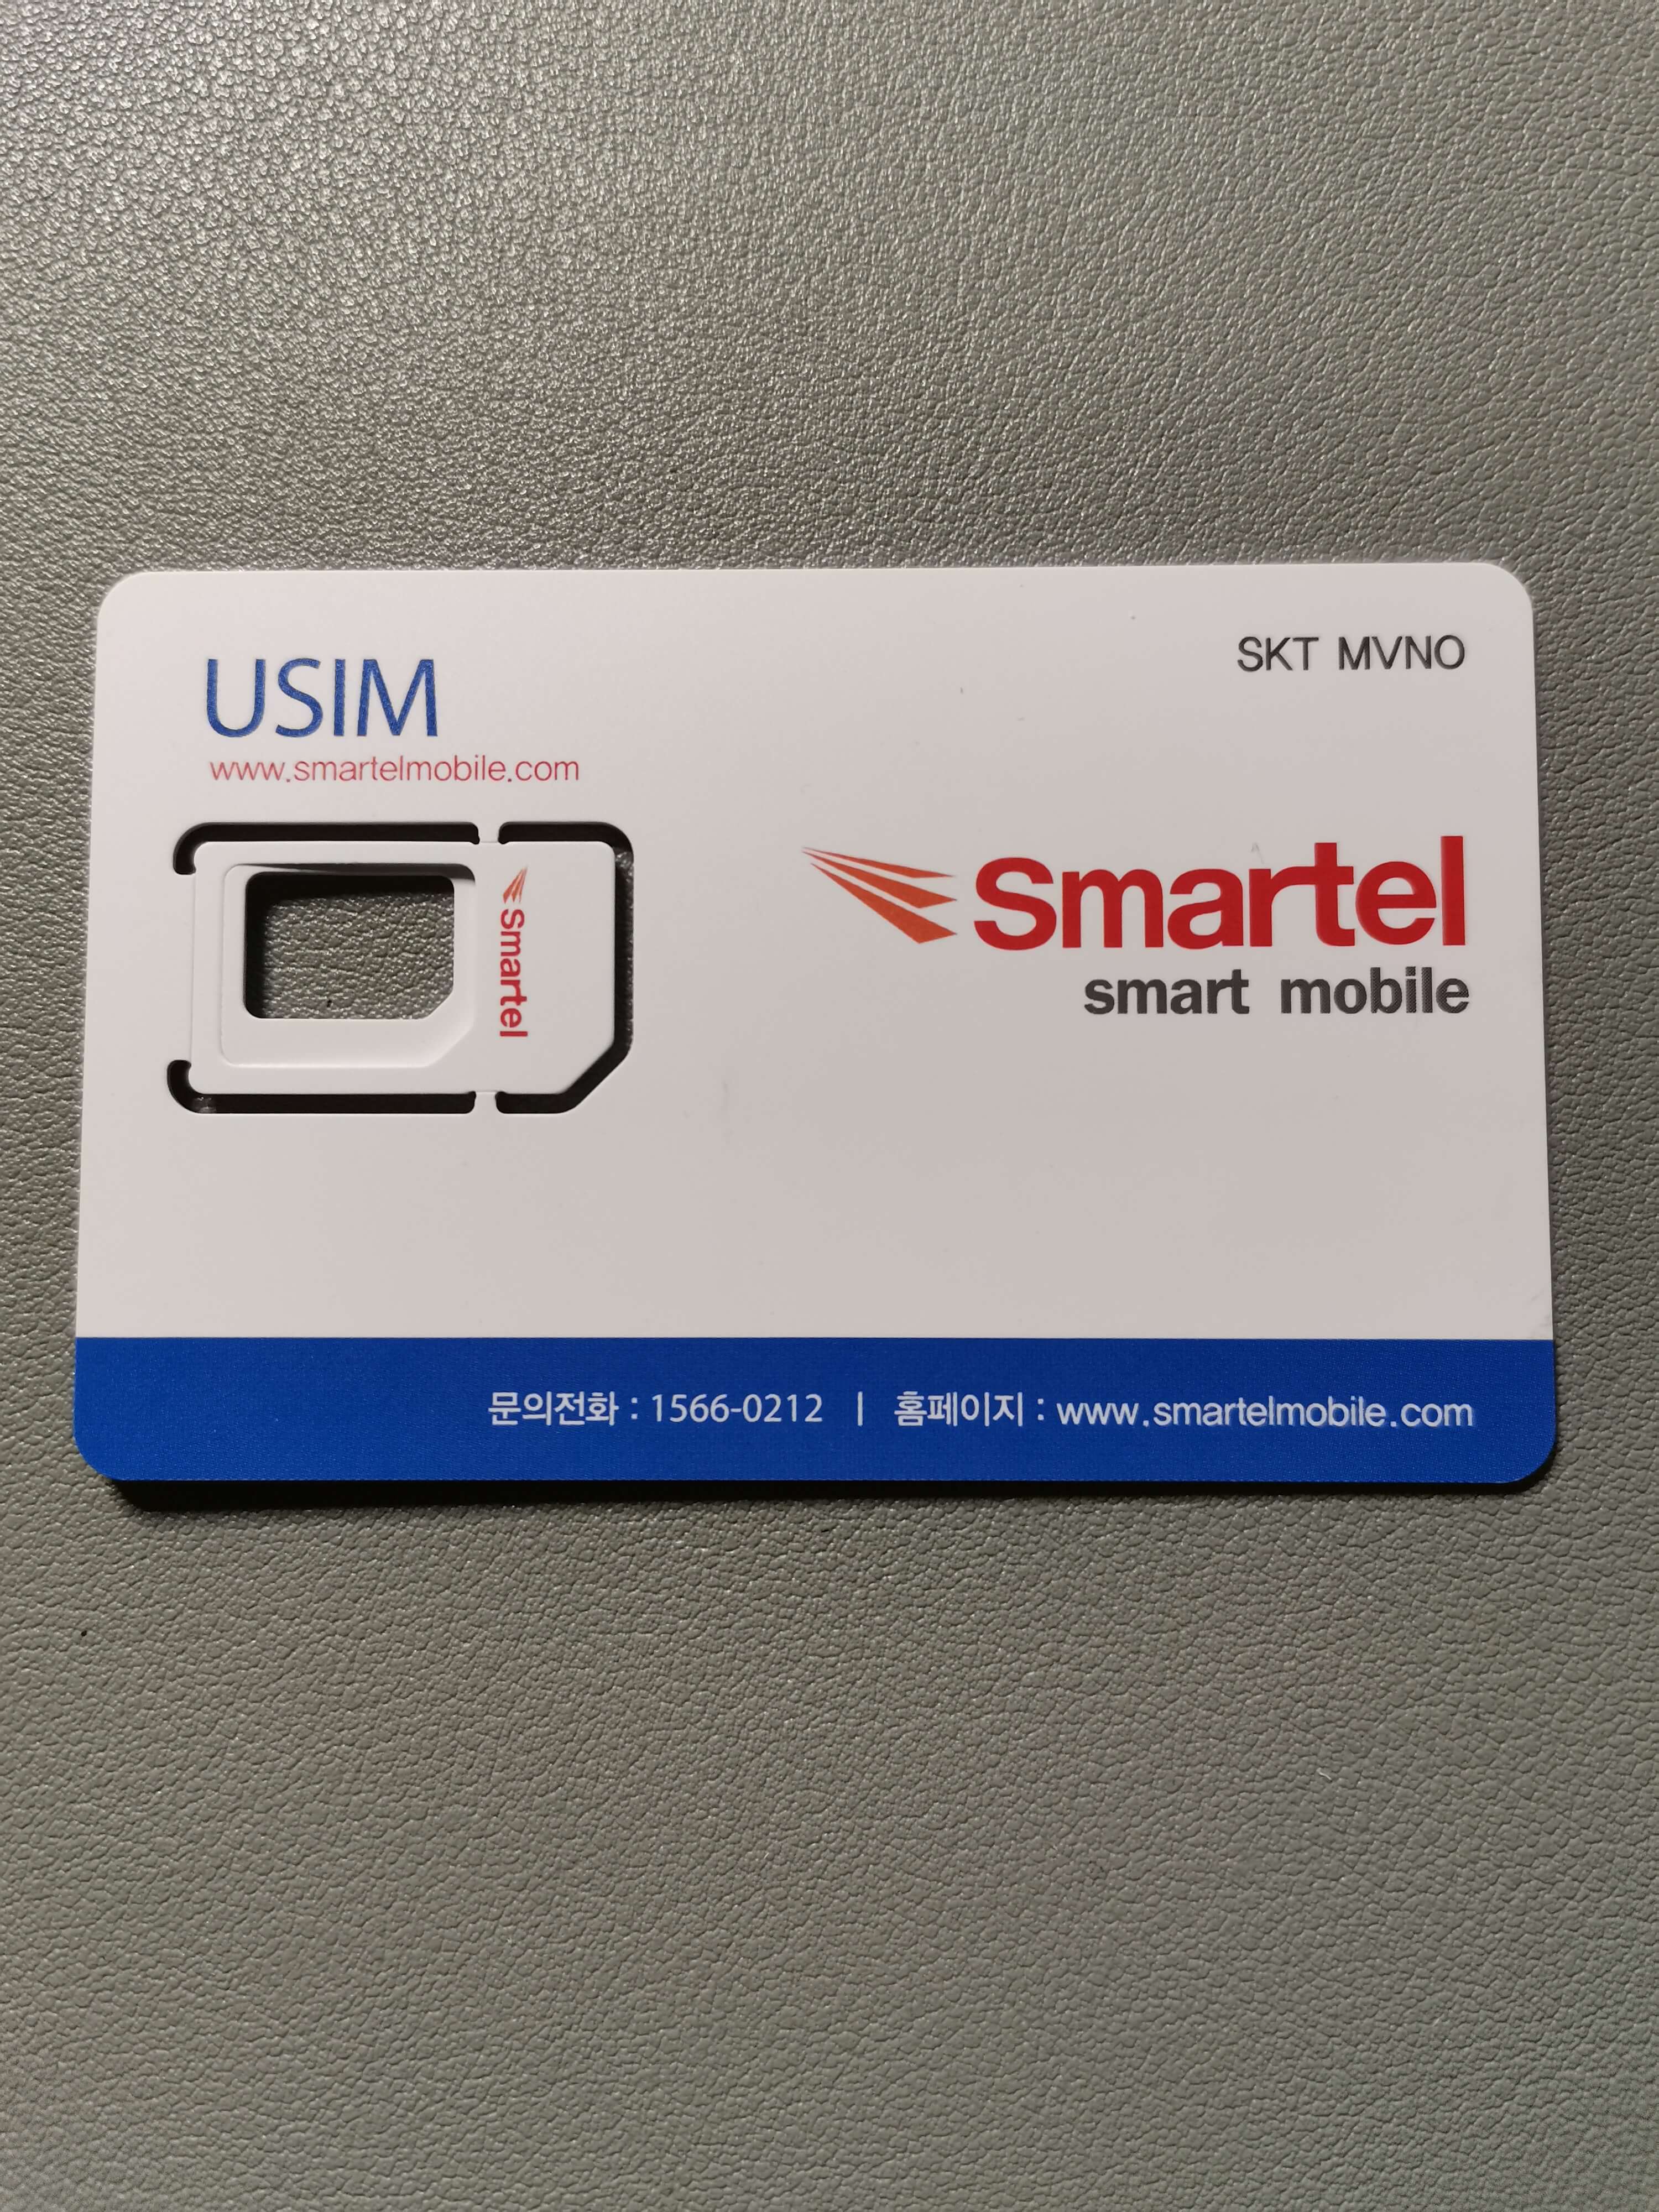 USIM
www.smartelmobile.com
SKT MVNO
Smartel
Smartel
smart mobile
문의전화 : 1566-0212 | 홈페이지 : www.smartelmobile.com